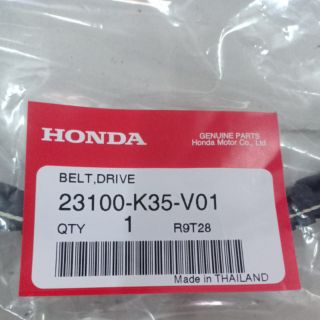 HONDA
GENUINE PARTS
Honda Motor Co., Ltd
BELT,DRIVE
23100-K35-V01
QTY 1 R9T28
Made in THAILAND